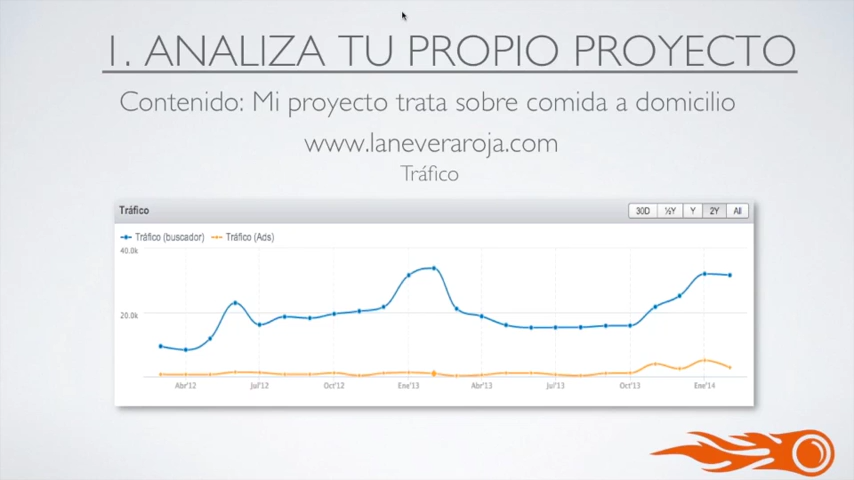 1. ANALIZA TU PROPIO PROYECTO
Contenido: Mi proyecto trata sobre comida a domicilio
www.laneveraroja.com
Tráfico
Tráfico
30D ½Y Y 2Y All
Tráfico (buscador) Tráfico (Ads)
40.0k
20.0k
Abr'12 Jul'12 Oct'12 Ene'13 Abr'13 Jul'13 Oct'13 Ene'14